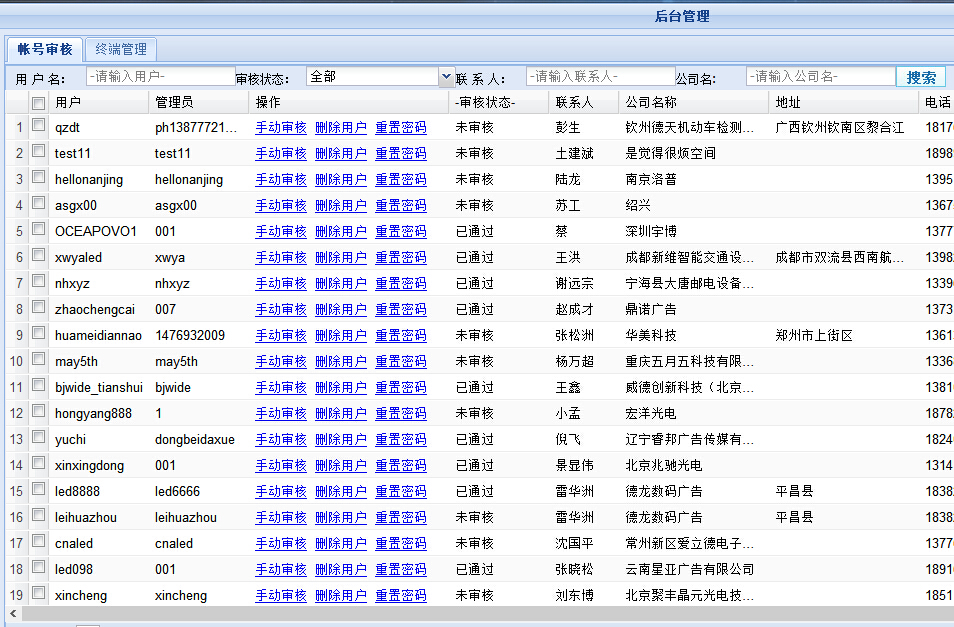 后台管理
帐号审核 终端管理
用 户 名: -请输入用户- 审核状态: 全部 联 系 人: -请输入联系人- 公司名: -请输入公司名- 搜索
用户 管理员 操作 -审核状态- 联系人 公司名称 地址 电话
1 qzdt ph13877721... 手动审核 删除用户 重置密码 未审核 彭生 钦州德天机动车检测... 广西钦州钦南区黎合江 1817
2 test11 test11 手动审核 删除用户 重置密码 未审核 土建斌 是觉得很烦空间 1898
3 hellonanjing hellonanjing 手动审核 删除用户 重置密码 未审核 陆龙 南京洛普 1395
4 asgx00 asgx00 手动审核 删除用户 重置密码 未审核 苏工 绍兴 1367
5 OCEAPOVO1 001 手动审核 删除用户 重置密码 已通过 蔡 深圳宇博 1377
6 xwyaled xwya 手动审核 删除用户 重置密码 已通过 王洪 成都新维智能交通设... 成都市双流县西南航... 1398
7 nhxyz nhxyz 手动审核 删除用户 重置密码 已通过 谢远宗 宁海县大唐邮电设备... 1339
8 zhaochengcai 007 手动审核 删除用户 重置密码 已通过 赵成才 鼎诺广告 1373
9 huameidiannao 1476932009 手动审核 删除用户 重置密码 未审核 张松洲 华美科技 郑州市上街区 1361
10 may5th may5th 手动审核 删除用户 重置密码 未审核 杨万超 重庆五月五科技有限... 1336
11 bjwide_tianshui bjwide 手动审核 删除用户 重置密码 已通过 王鑫 威德创新科技（北京... 1381
12 hongyang888 1 手动审核 删除用户 重置密码 未审核 小孟 宏洋光电 1878
13 yuchi dongbeidaxue 手动审核 删除用户 重置密码 已通过 倪飞 辽宁睿邦广告传媒有... 1824
14 xinxingdong 001 手动审核 删除用户 重置密码 已通过 景显伟 北京兆驰光电 1314
15 led8888 led6666 手动审核 删除用户 重置密码 已通过 雷华洲 德龙数码广告 平昌县 1838
16 leihuazhou leihuazhou 手动审核 删除用户 重置密码 未审核 雷华洲 德龙数码广告 平昌县 1838
17 cnaled cnaled 手动审核 删除用户 重置密码 未审核 沈国平 常州新区爱立德电子... 1377
18 led098 001 手动审核 删除用户 重置密码 已通过 张晓松 云南星亚广告有限公司 1891
19 xincheng xincheng 手动审核 删除用户 重置密码 未审核 刘东博 北京聚丰晶元光电技... 1851